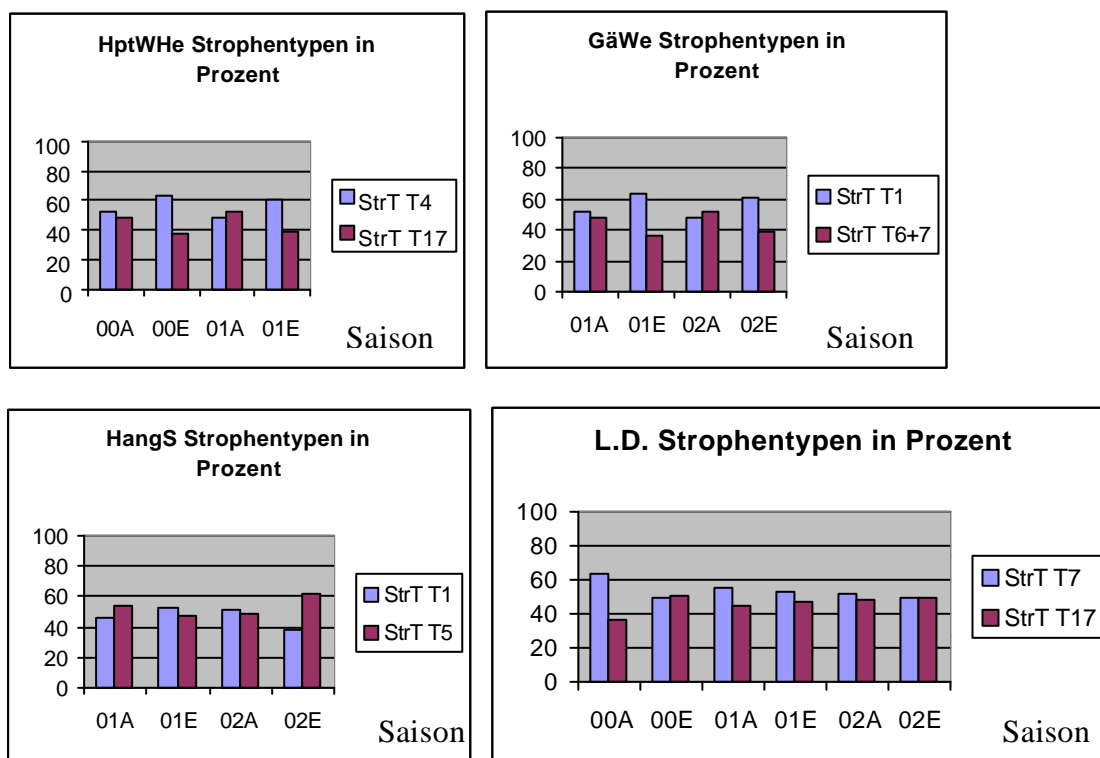 HptWHe Strophentypen in
Prozent
100
80
60
40
20
0
00A 00E 01A 01E
Saison
StrT T4
StrT T17
GäWe Strophentypen in
Prozent
100
80
60
40
20
0
01A 01E 02A 02E
Saison
StrT T1
StrT T6+7
HangS Strophentypen in
Prozent
100
80
60
40
20
0
01A 01E 02A 02E
Saison
StrT T1
StrT T5
L.D. Strophentypen in Prozent
100
80
60
40
20
0
00A 00E 01A 01E 02A 02E
Saison
StrT T7
StrT T17